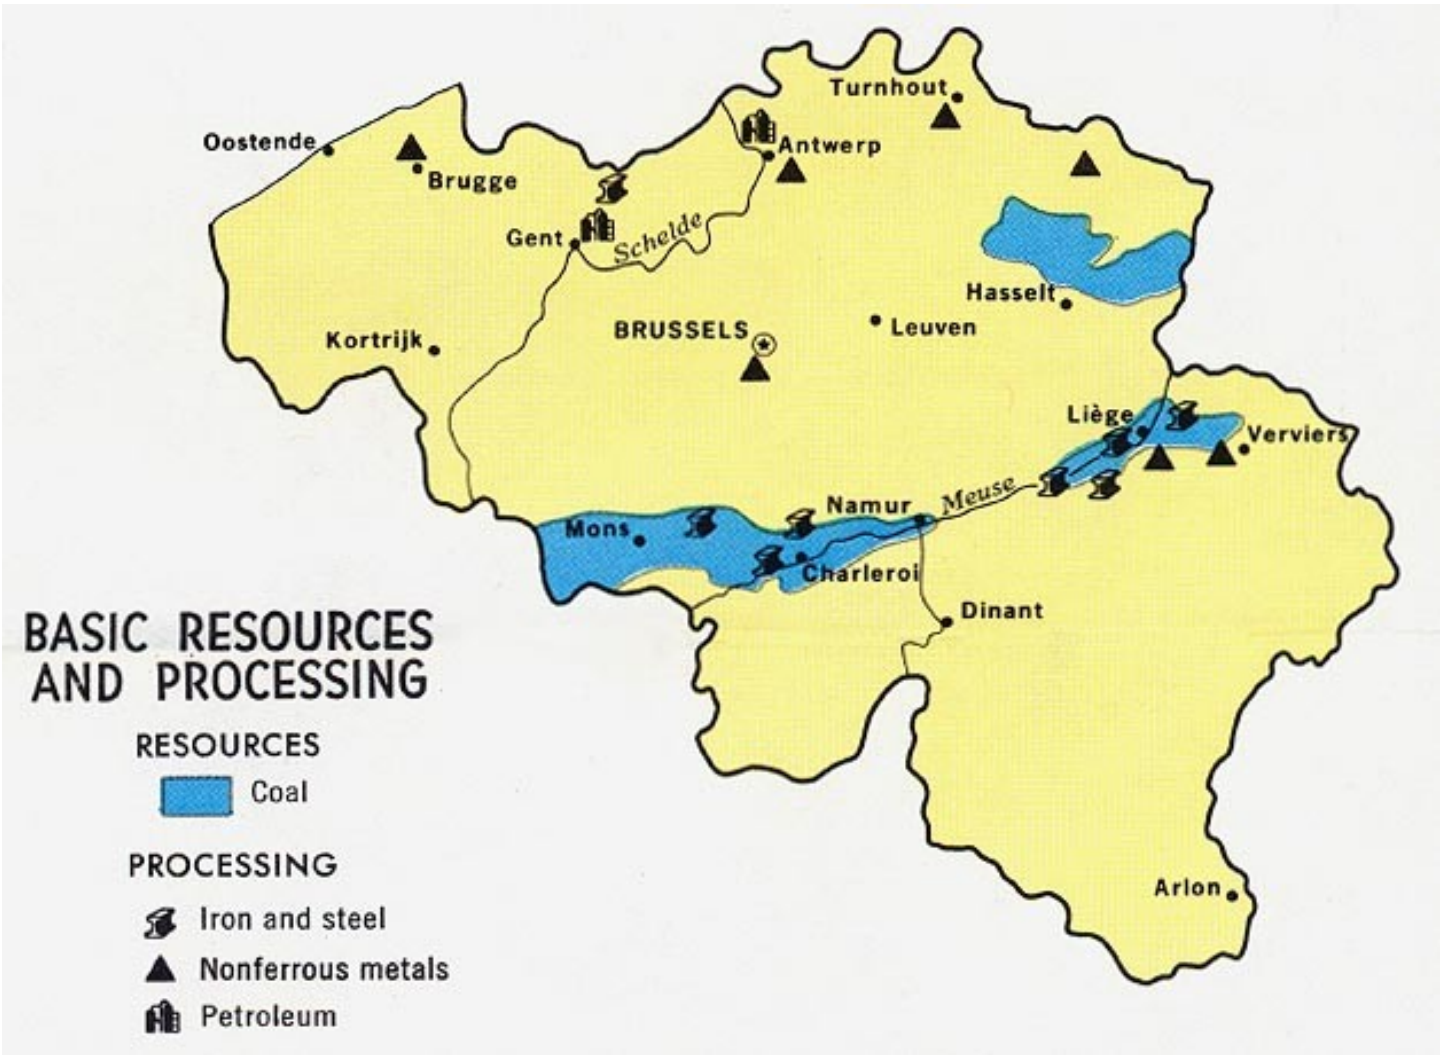 Turnhout
Oostende
Antwerp
Brugge
Gent
Schelde
Hasselt
BRUSSELS
Leuven
Kortrijk
Liège
Verviers
Meuse
Namur
Mons
Charleroi
Dinant
BASIC RESOURCES
AND PROCESSING
RESOURCES
Coal
PROCESSING
Arlon
Iron and steel
Nonferrous metals
Petroleum